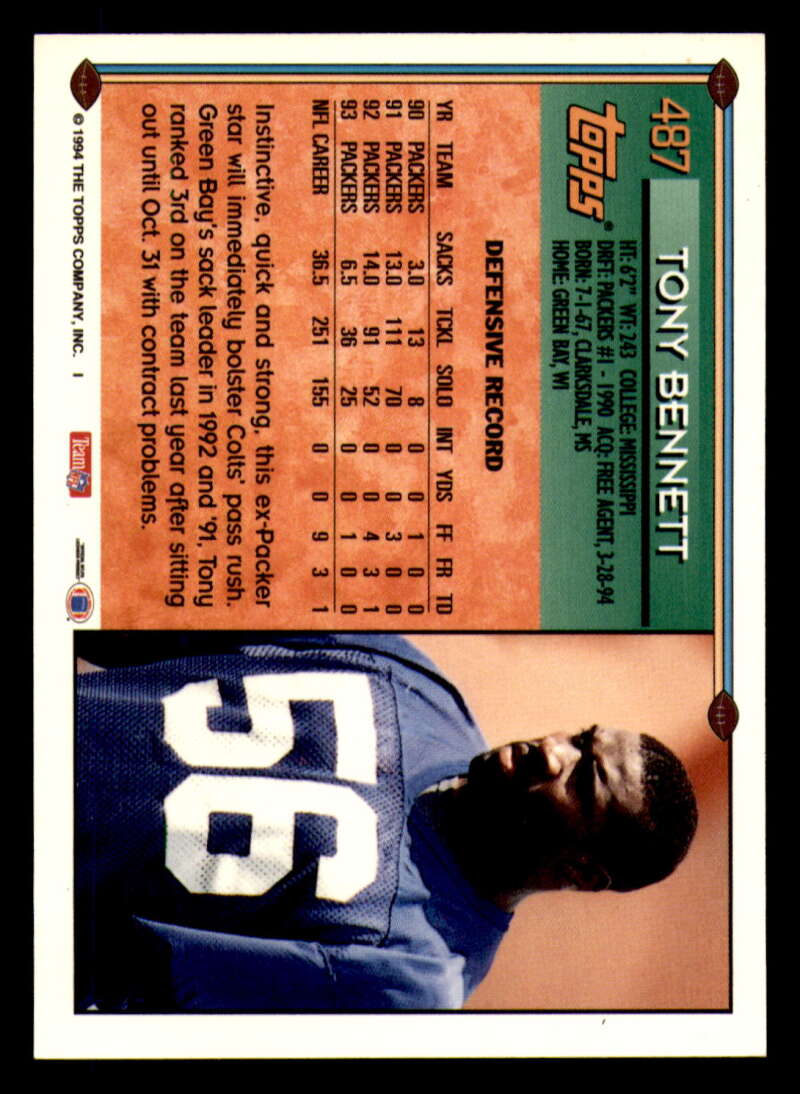 487
TONY BENNETT
topps®
HT: 6'2" WT: 243 COLLEGE: MISSISSIPPI
DRFT: PACKERS #1 - 1990 ACQ: FREE AGENT, 3-28-94
BORN: 7-1-67, CLARKSDALE, MS
HOME: GREEN BAY, WI
DEFENSIVE RECORD
YR TEAM SACKS TCKL SOLO INT YDS FF FR TD
90 PACKERS 3.0 13 8 0 0 1 0 0
91 PACKERS 13.0 111 70 0 0 3 0 0
92 PACKERS 14.0 91 52 0 0 4 3 1
93 PACKERS 6.5 36 25 0 0 1 0 0
NFL CAREER 36.5 251 155 0 0 9 3 1
Instinctive, quick and strong, this ex-Packer
star will immediately bolster Colts' pass rush.
Green Bay's sack leader in 1992 and '91, Tony
ranked 3rd on the team last year after sitting
out until Oct. 31 with contract problems.
© 1994 THE TOPPS COMPANY, INC. I
Team NFL
56